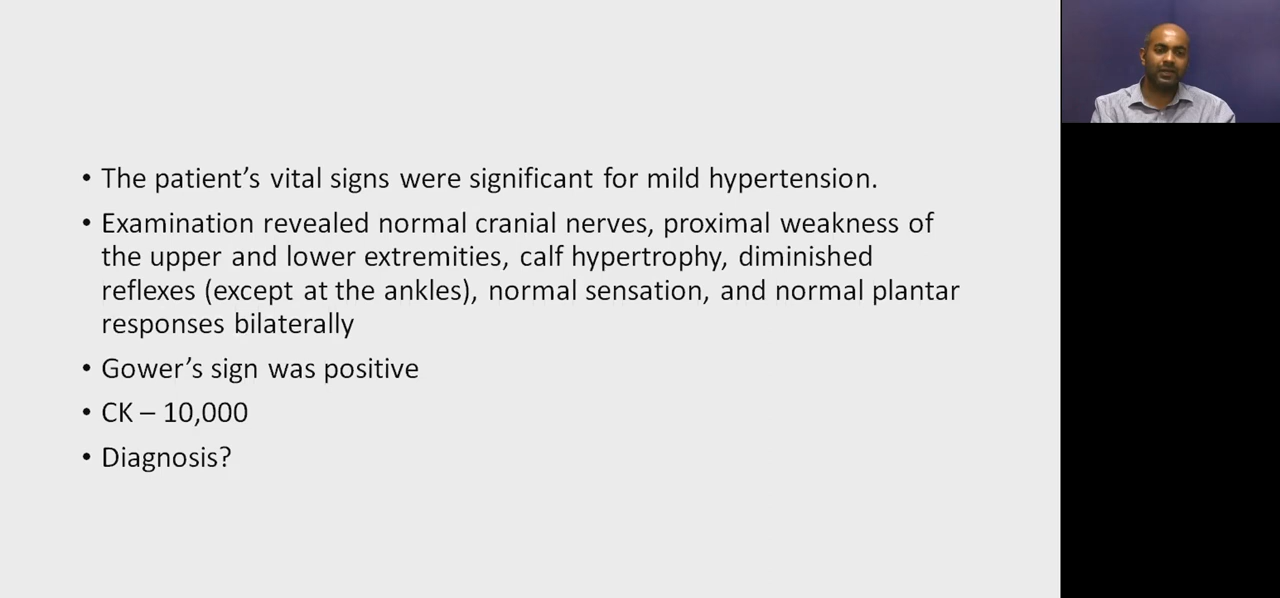 • The patient’s vital signs were significant for mild hypertension.
• Examination revealed normal cranial nerves, proximal weakness of
the upper and lower extremities, calf hypertrophy, diminished
reflexes (except at the ankles), normal sensation, and normal plantar
responses bilaterally
• Gower’s sign was positive
• CK – 10,000
• Diagnosis?